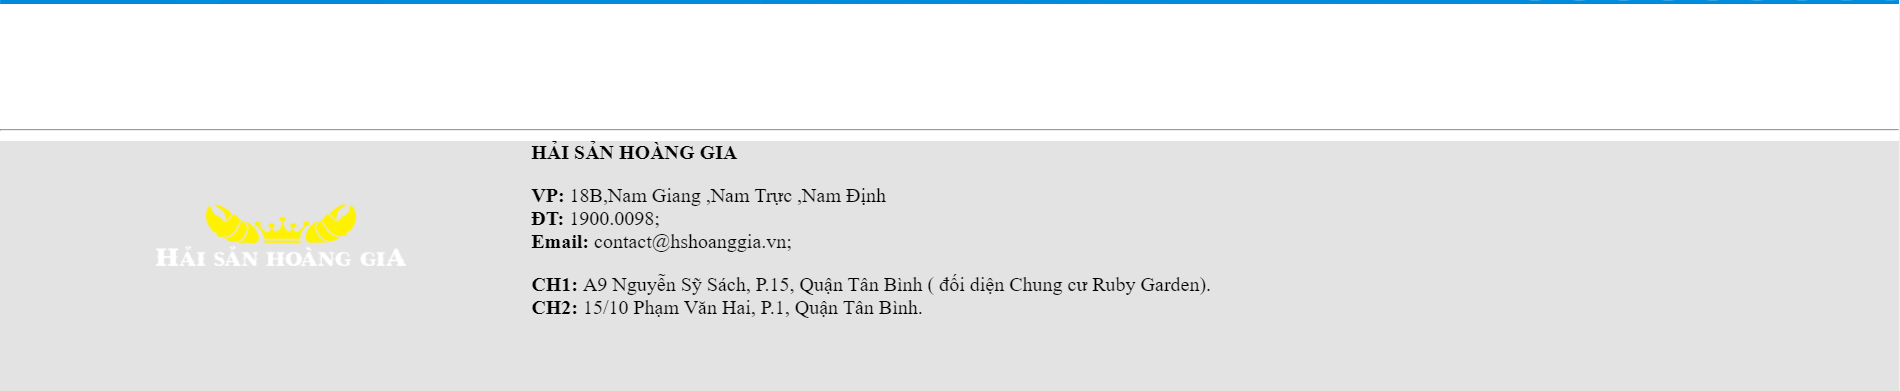 HẢI SẢN HOÀNG GIA
HẢI SẢN HOÀNG GIA
VP: 18B,Nam Giang ,Nam Trực ,Nam Định
ĐT: 1900.0098;
Email: contact@hshoanggia.vn;
CH1: A9 Nguyễn Sỹ Sách, P.15, Quận Tân Bình ( đối diện Chung cư Ruby Garden).
CH2: 15/10 Phạm Văn Hai, P.1, Quận Tân Bình.